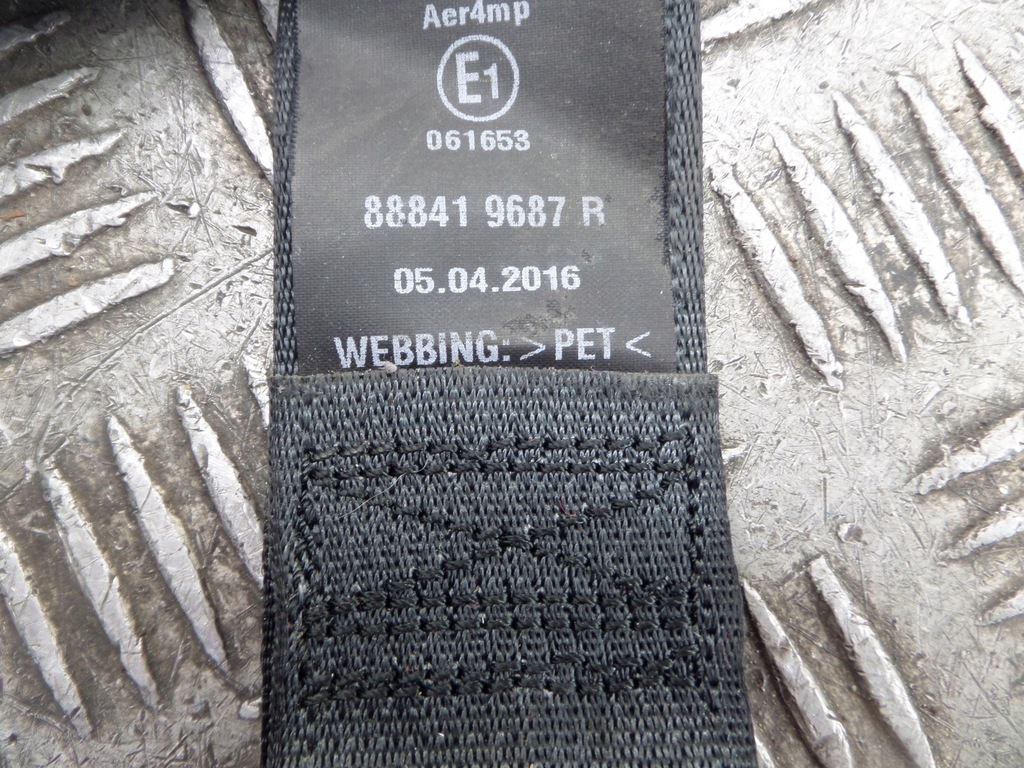 Aer4mp
E1
061653
88841 9687 R
05.04.2016
WEBBING: >PET<